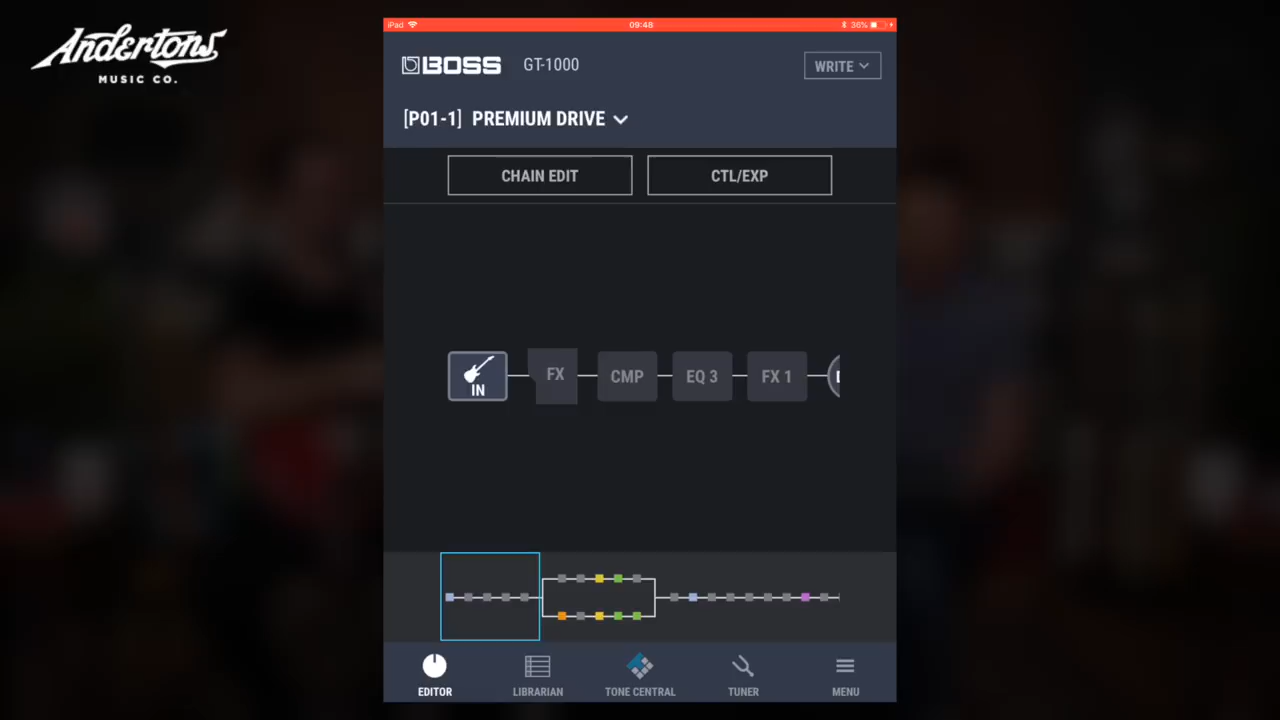 Andertons
MUSIC CO.
iPad 09:48 36%
BOSS GT-1000 WRITE
[P01-1] PREMIUM DRIVE
CHAIN EDIT CTL/EXP
IN FX CMP EQ 3 FX 1
EDITOR LIBRARIAN TONE CENTRAL TUNER MENU